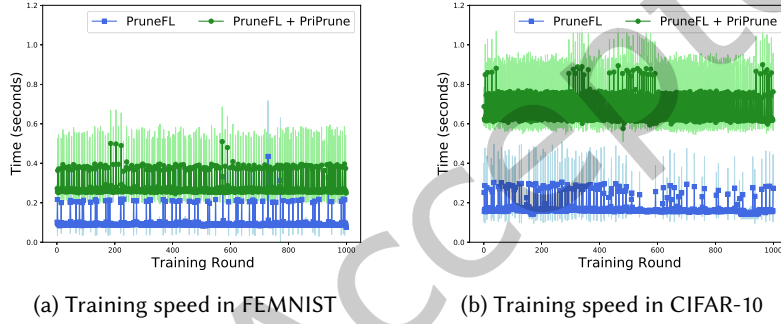 PruneFL
PruneFL + PriPrune
1.2
1.0
0.8
0.6
0.4
0.2
0.0
Time (seconds)
0
200
400
600
800
1000
Training Round
(a) Training speed in FEMNIST
PruneFL
PruneFL + PriPrune
1.2
1.0
0.8
0.6
0.4
0.2
0.0
Time (seconds)
0
200
400
600
800
1000
Training Round
(b) Training speed in CIFAR-10
Accept